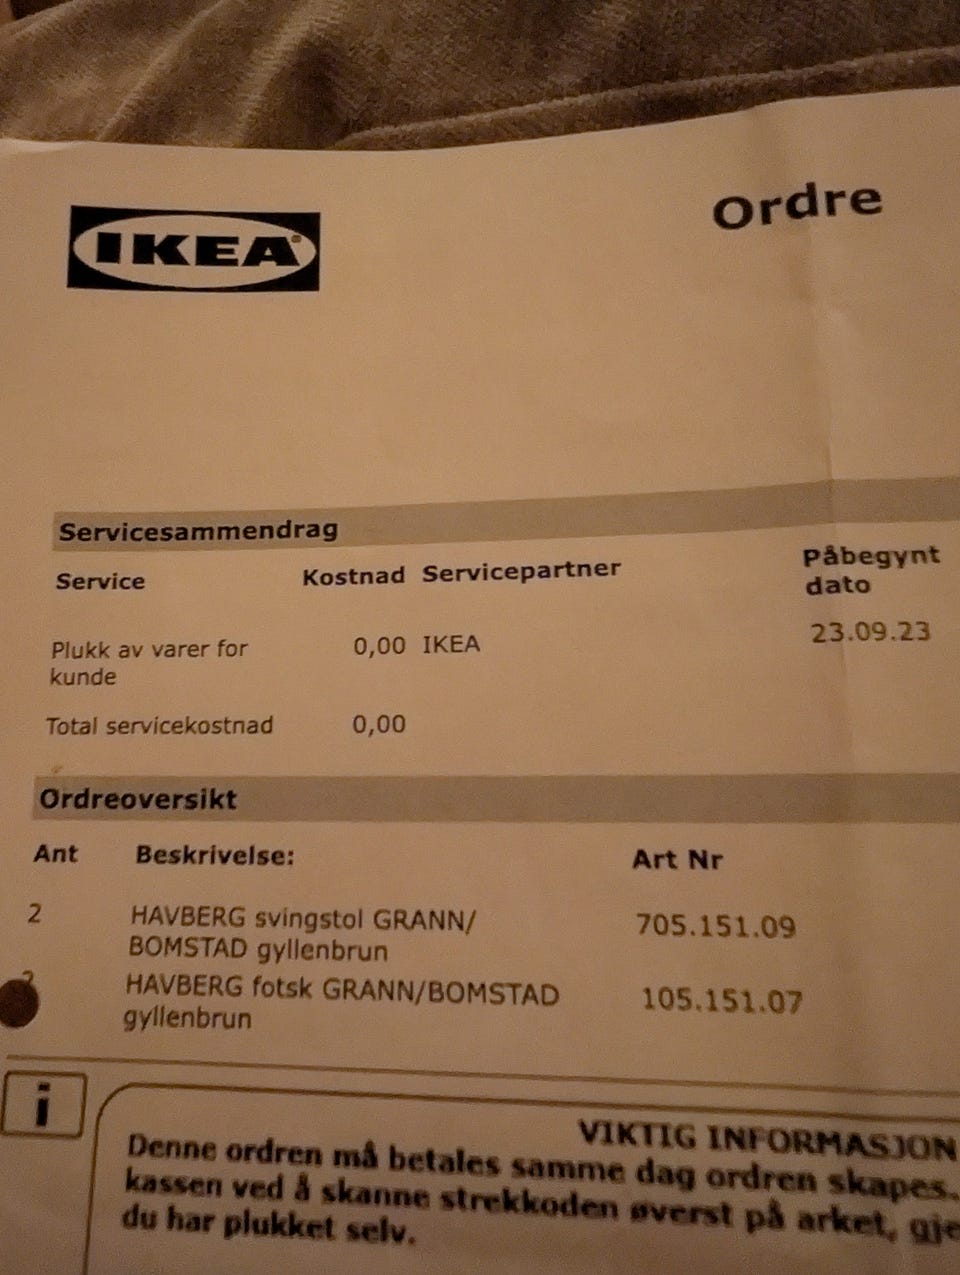 IKEA®
Ordre
Servicesammendrag
Service Kostnad Servicepartner Påbegynt
dato
Plukk av varer for 0,00 IKEA 23.09.23
kunde
Total servicekostnad 0,00
Ordreoversikt
Ant Beskrivelse: Art Nr
2 HAVBERG svingstol GRANN/ 705.151.09
BOMSTAD gyllenbrun
HAVBERG fotsk GRANN/BOMSTAD 105.151.07
gyllenbrun
i
VIKTIG INFORMASJON
Denne ordren må betales samme dag ordren skapes.
kassen ved å skanne strekkoden øverst på arket, gje
du har plukket selv.